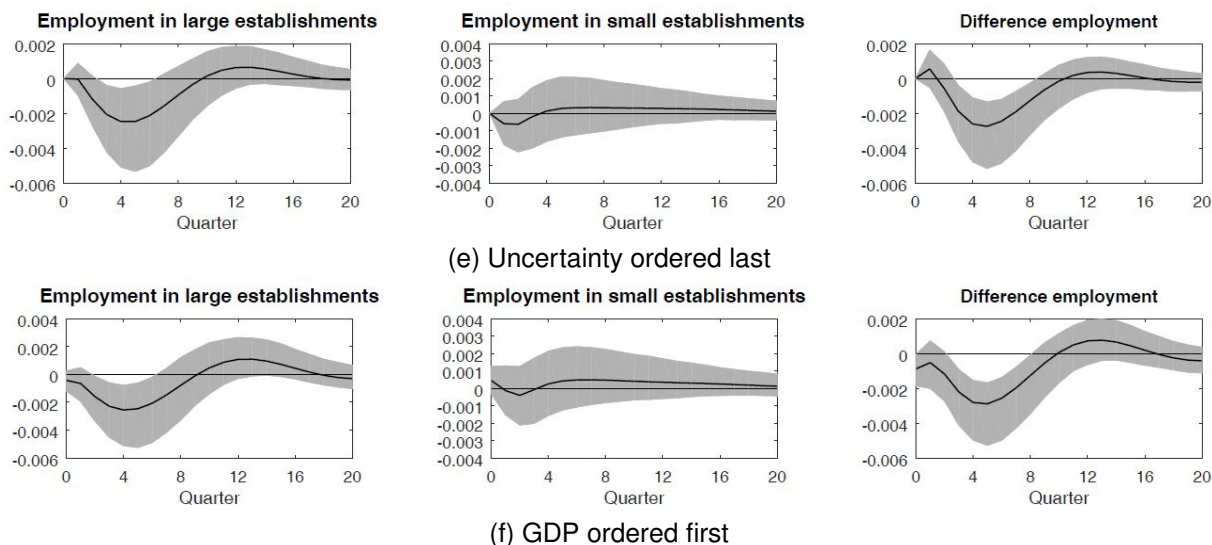 Employment in large establishments
0.002
0
-0.002
-0.004
-0.006
0 4 8 12 16 20
Quarter
Employment in small establishments
0.004
0.003
0.002
0.001
0
-0.001
0.002
-0.003
-0.004
0 4 8 12 16 20
Quarter
Difference employment
0.002
0
-0.002
-0.004
-0.006
0 4 8 12 16 20
Quarter
(e) Uncertainty ordered last
Employment in large establishments
0.004
0.002
0
-0.002
-0.004
-0.006
0 4 8 12 16 20
Quarter
Employment in small establishments
0.004
0.003
0.002
0.001
0
-0.001
-0.002
-0.003
-0.004
0 4 8 12 16 20
Quarter
Difference employment
0.002
0
-0.002
-0.004
-0.006
0 4 8 12 16 20
Quarter
(f) GDP ordered first